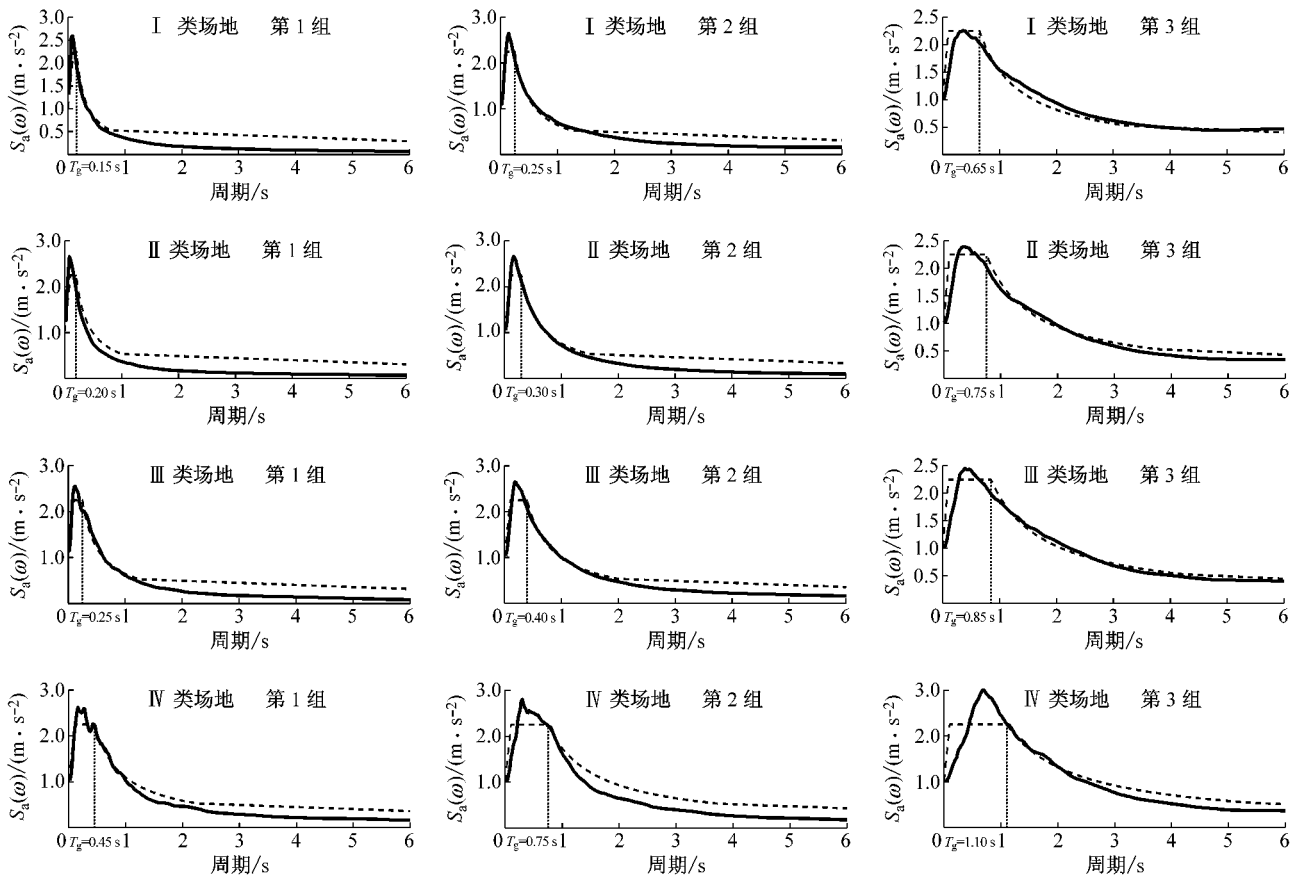 Ⅰ 类场地 第1组
S_a(ω)/(m·s⁻²)
3.0
2.5
2.0
1.5
1.0
0.5
0 T_g=0.15 s 1 2 3 4 5 6
周期/s
Ⅰ 类场地 第2组
S_a(ω)/(m·s⁻²)
3.0
2.0
1.0
0 T_g=0.25 s 1 2 3 4 5 6
周期/s
Ⅰ 类场地 第3组
S_a(ω)/(m·s⁻²)
2.5
2.0
1.5
1.0
0.5
0 T_g=0.65 s 1 2 3 4 5 6
周期/s
Ⅱ 类场地 第1组
S_a(ω)/(m·s⁻²)
3.0
2.0
1.0
0 T_g=0.20 s 1 2 3 4 5 6
周期/s
Ⅱ 类场地 第2组
S_a(ω)/(m·s⁻²)
3.0
2.0
1.0
0 T_g=0.30 s 1 2 3 4 5 6
周期/s
Ⅱ 类场地 第3组
S_a(ω)/(m·s⁻²)
2.5
2.0
1.5
1.0
0.5
0 T_g=0.75 s 1 2 3 4 5 6
周期/s
Ⅲ 类场地 第1组
S_a(ω)/(m·s⁻²)
3.0
2.0
1.0
0 T_g=0.25 s 1 2 3 4 5 6
周期/s
Ⅲ 类场地 第2组
S_a(ω)/(m·s⁻²)
3.0
2.0
1.0
0 T_g=0.40 s 1 2 3 4 5 6
周期/s
Ⅲ 类场地 第3组
S_a(ω)/(m·s⁻²)
2.5
2.0
1.5
1.0
0.5
0 T_g=0.85 s 1 2 3 4 5 6
周期/s
Ⅳ 类场地 第1组
S_a(ω)/(m·s⁻²)
3.0
2.0
1.0
0 T_g=0.45 s 1 2 3 4 5 6
周期/s
Ⅳ 类场地 第2组
S_a(ω)/(m·s⁻²)
3.0
2.0
1.0
0 T_g=0.75 s 1 2 3 4 5 6
周期/s
Ⅳ 类场地 第3组
S_a(ω)/(m·s⁻²)
3.0
2.0
1.0
0 T_g=1.10 s 1 2 3 4 5 6
周期/s